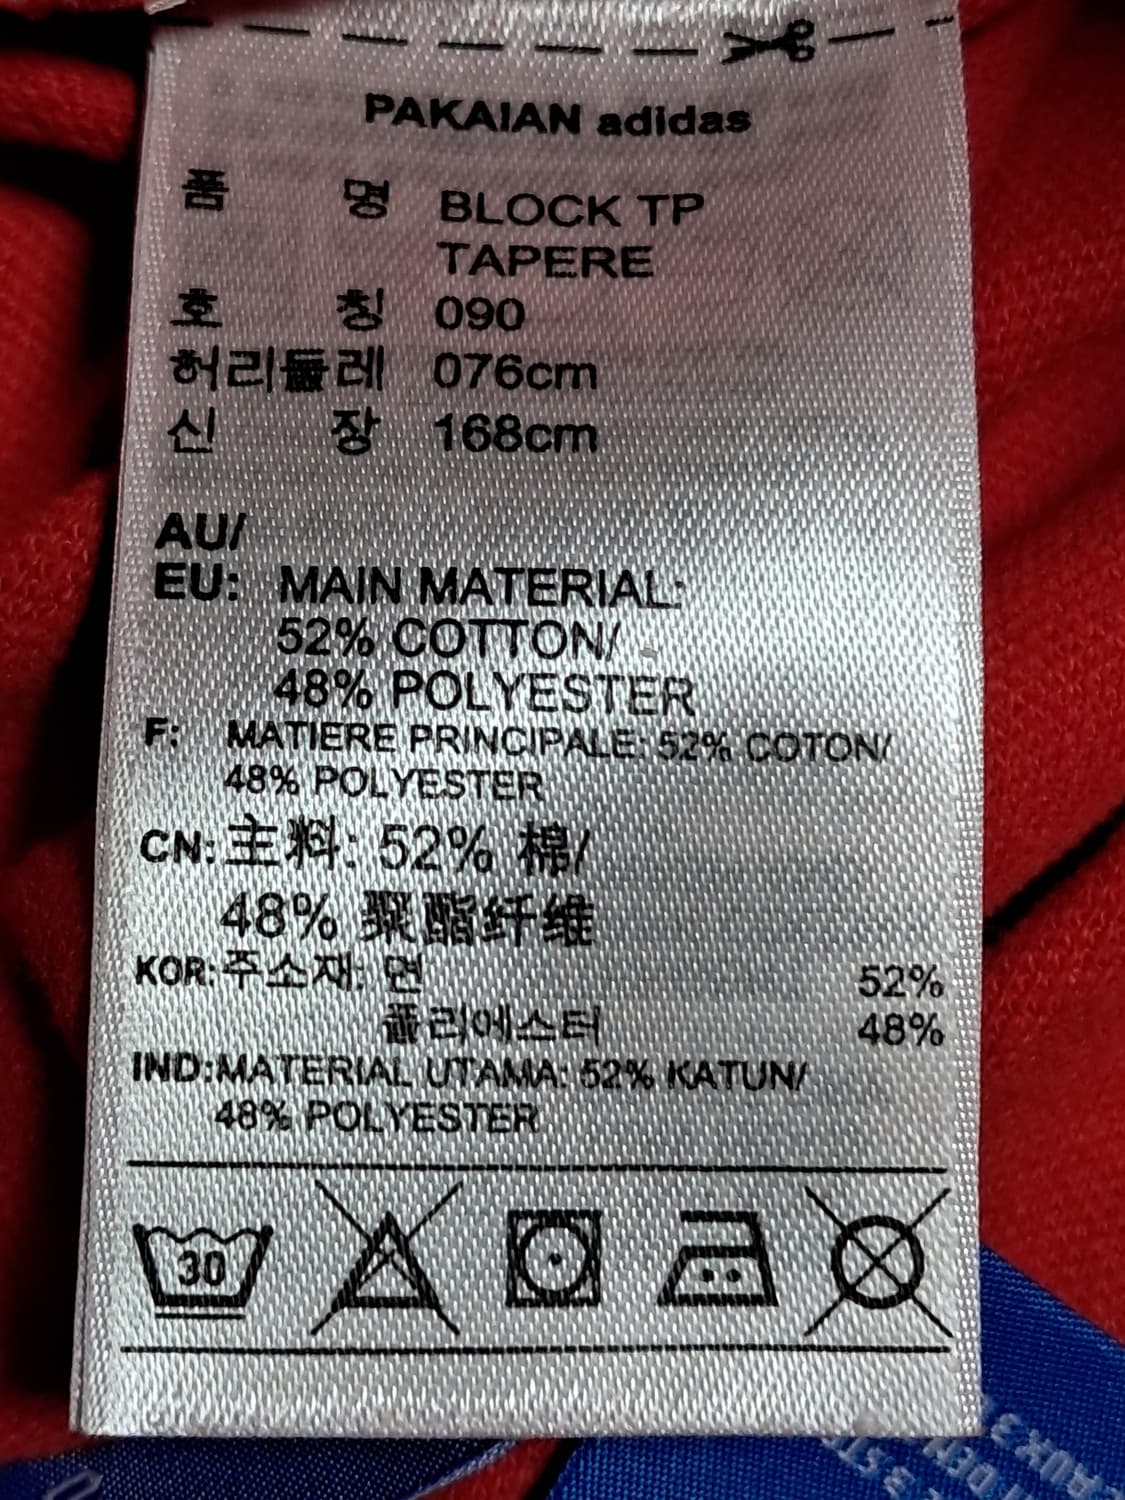 PAKAIAN adidas
품 명 BLOCK TP
TAPERE
호 칭 090
허리둘레 076cm
신 장 168cm
AU/
EU: MAIN MATERIAL:
52% COTTON/
48% POLYESTER
F: MATIERE PRINCIPALE: 52% COTON/
48% POLYESTER
CN: 主料: 52% 棉/
48% 聚酯纤维
KOR: 주소재: 면 52%
폴리에스터 48%
IND: MATERIAL UTAMA: 52% KATUN/
48% POLYESTER
30